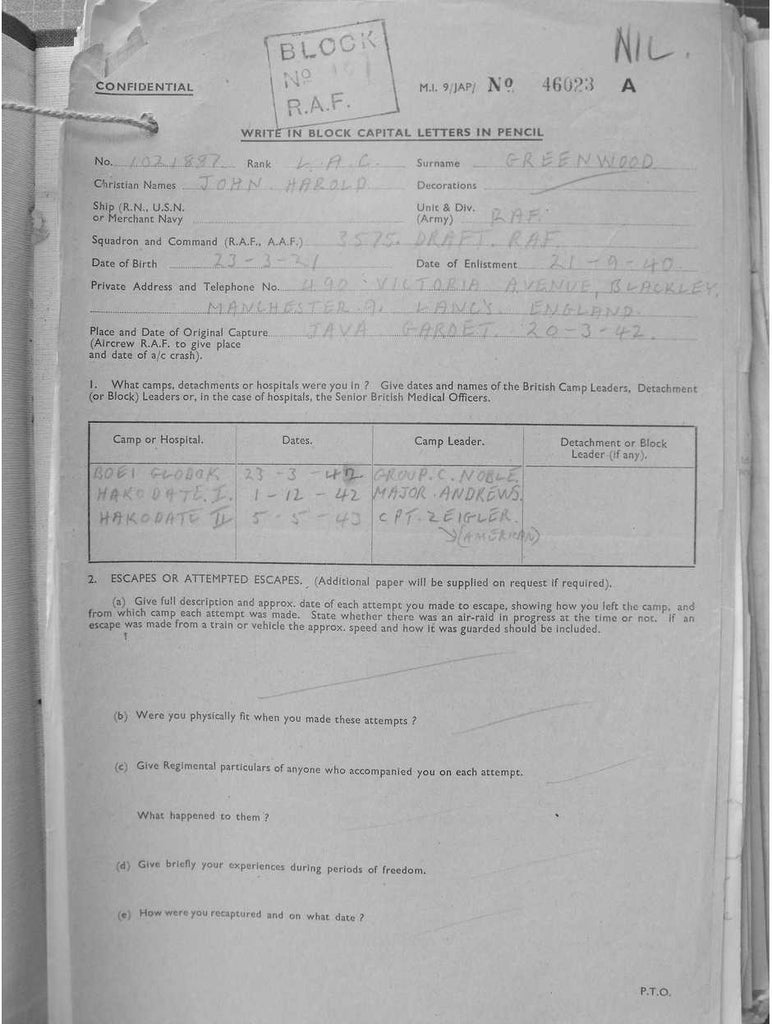 BLOCK
Nº
R.A.F.
NIL.
CONFIDENTIAL
M.I. 9/JAP/ Nº 46023 A
WRITE IN BLOCK CAPITAL LETTERS IN PENCIL
No. 1021887 Rank L.A.C. Surname GREENWOOD
Christian Names JOHN HAROLD Decorations
Ship (R.N., U.S.N. or Merchant Navy
Unit & Div. (Army) RAF.
Squadron and Command (R.A.F., A.A.F.) 3575. DRAFT. RAF.
Date of Birth 23-3-21 Date of Enlistment 21-9-40.
Private Address and Telephone No. 490 VICTORIA AVENUE, BLACKLEY,
MANCHESTER 9. LANC'S ENGLAND.
Place and Date of Original Capture JAVA GAROET. 20-3-42.
(Aircrew R.A.F. to give place
and date of a/c crash).
1. What camps, detachments or hospitals were you in ? Give dates and names of the British Camp Leaders, Detachment
(or Block) Leaders or, in the case of hospitals, the Senior British Medical Officers.
Camp or Hospital. Dates. Camp Leader. Detachment or Block Leader (if any).
BOEI GLODOK 23-3-42 GROUP. C. NOBLE
HAKODATE. I. 1-12-42 MAJOR. ANDREWS.
HAKODATE II 5-5-43 CPT. ZEIGLER.
(AMERICAN)
2. ESCAPES OR ATTEMPTED ESCAPES. (Additional paper will be supplied on request if required).
(a) Give full description and approx. date of each attempt you made to escape, showing how you left the camp, and
from which camp each attempt was made. State whether there was an air-raid in progress at the time or not. If an
escape was made from a train or vehicle the approx. speed and how it was guarded should be included.
(b) Were you physically fit when you made these attempts ?
(c) Give Regimental particulars of anyone who accompanied you on each attempt.
What happened to them ?
(d) Give briefly your experiences during periods of freedom.
(e) How were you recaptured and on what date ?
P.T.O.